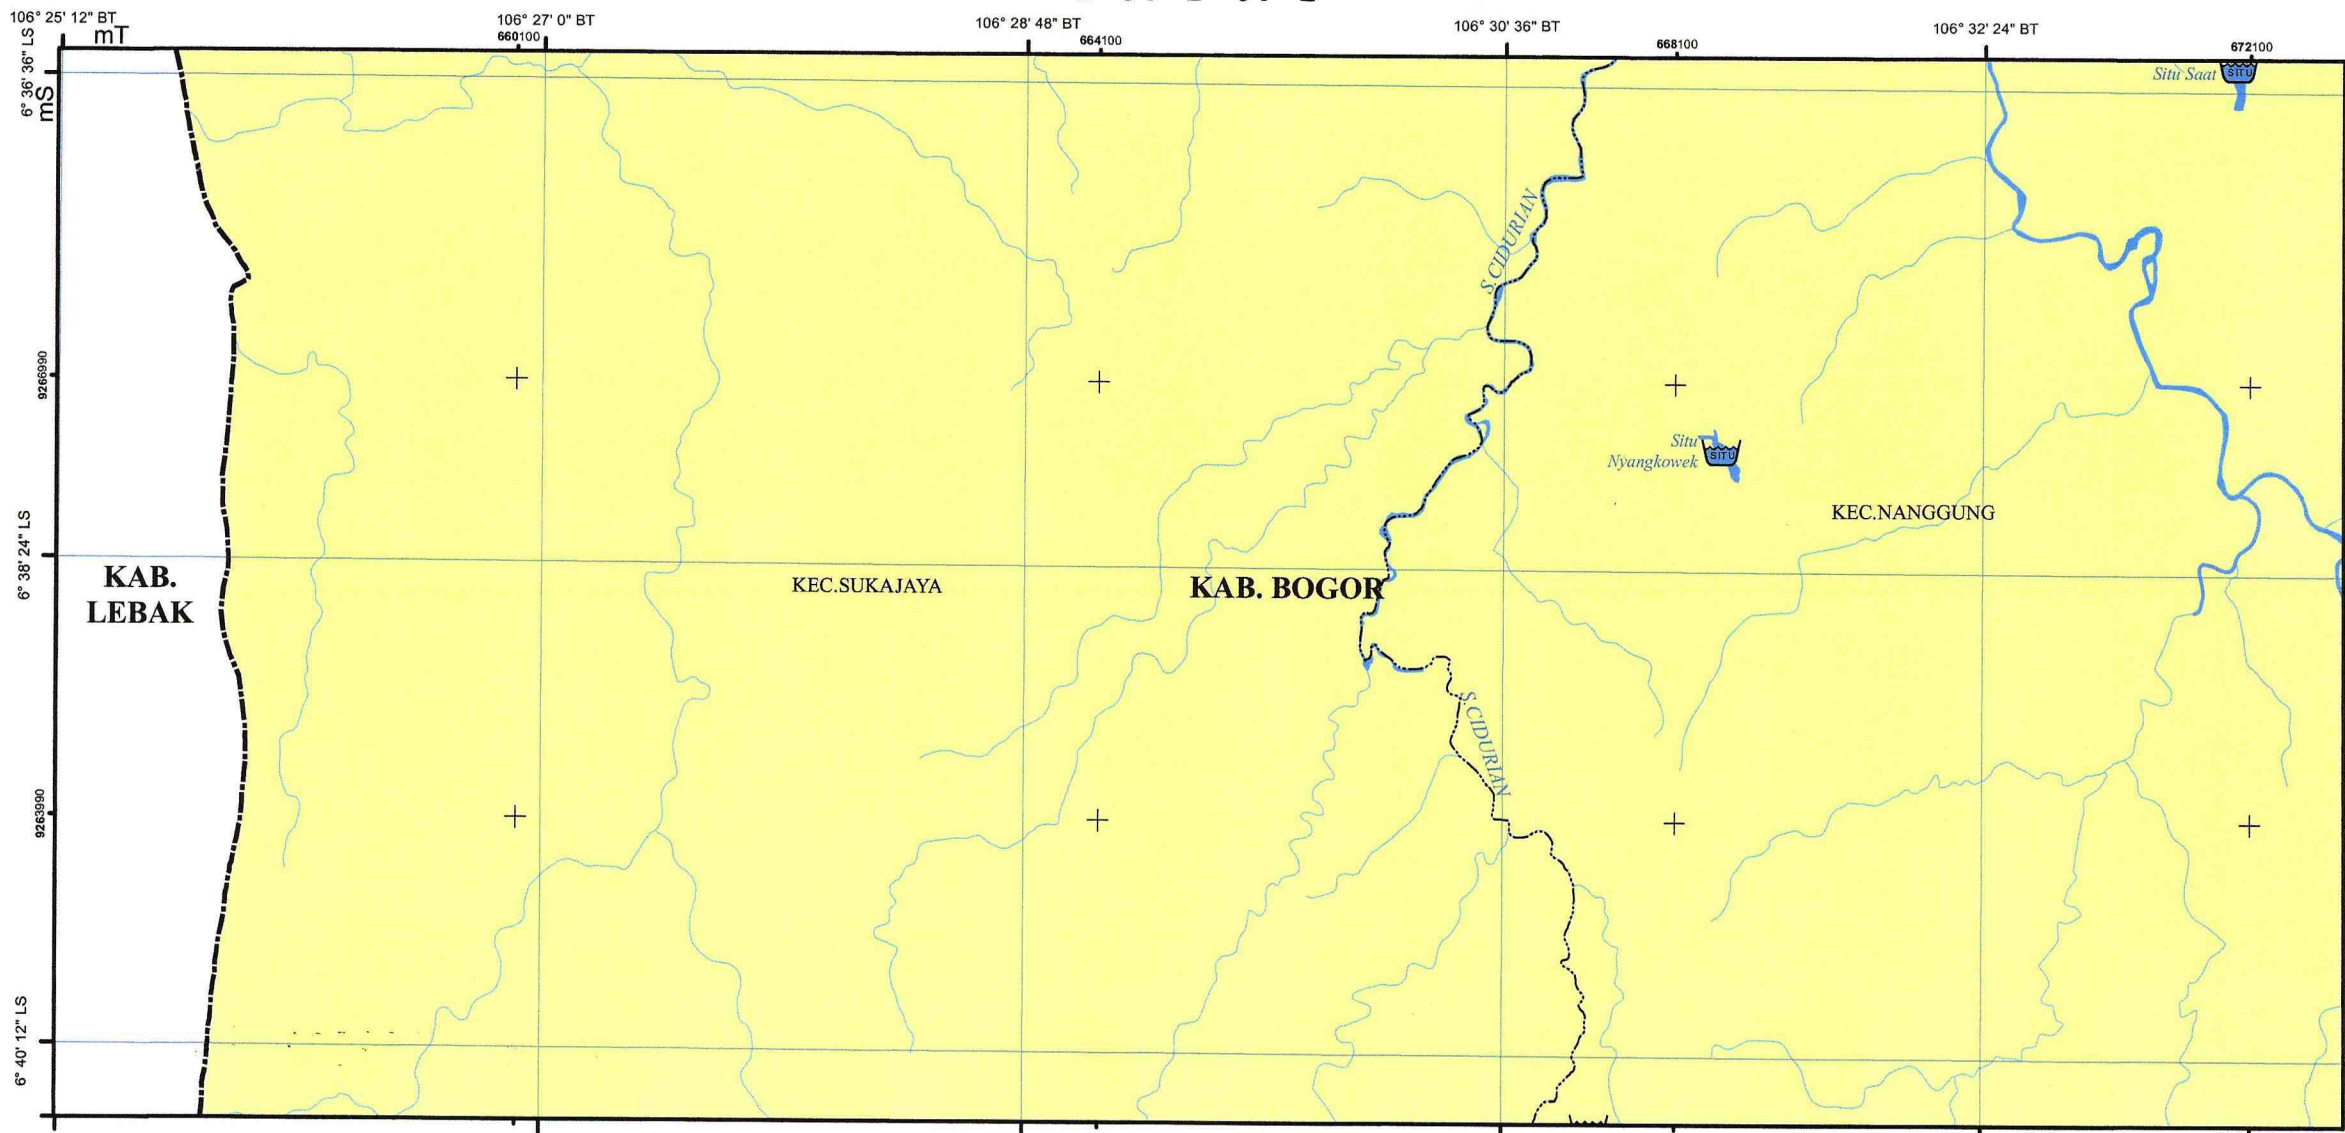 106° 25' 12" BT
106° 27' 0" BT
106° 28' 48" BT
106° 30' 36" BT
106° 32' 24" BT
mT
660100
664100
668100
672100
6° 36' 36" LS
mS
Situ Saat
SITU
S.CIDURIAN
9266990
Situ
Nyangkowek
SITU
KEC.NANGGUNG
6° 38' 24" LS
KAB.
LEBAK
KEC.SUKAJAYA
KAB. BOGOR
S.CIDURIAN
9263990
6° 40' 12" LS